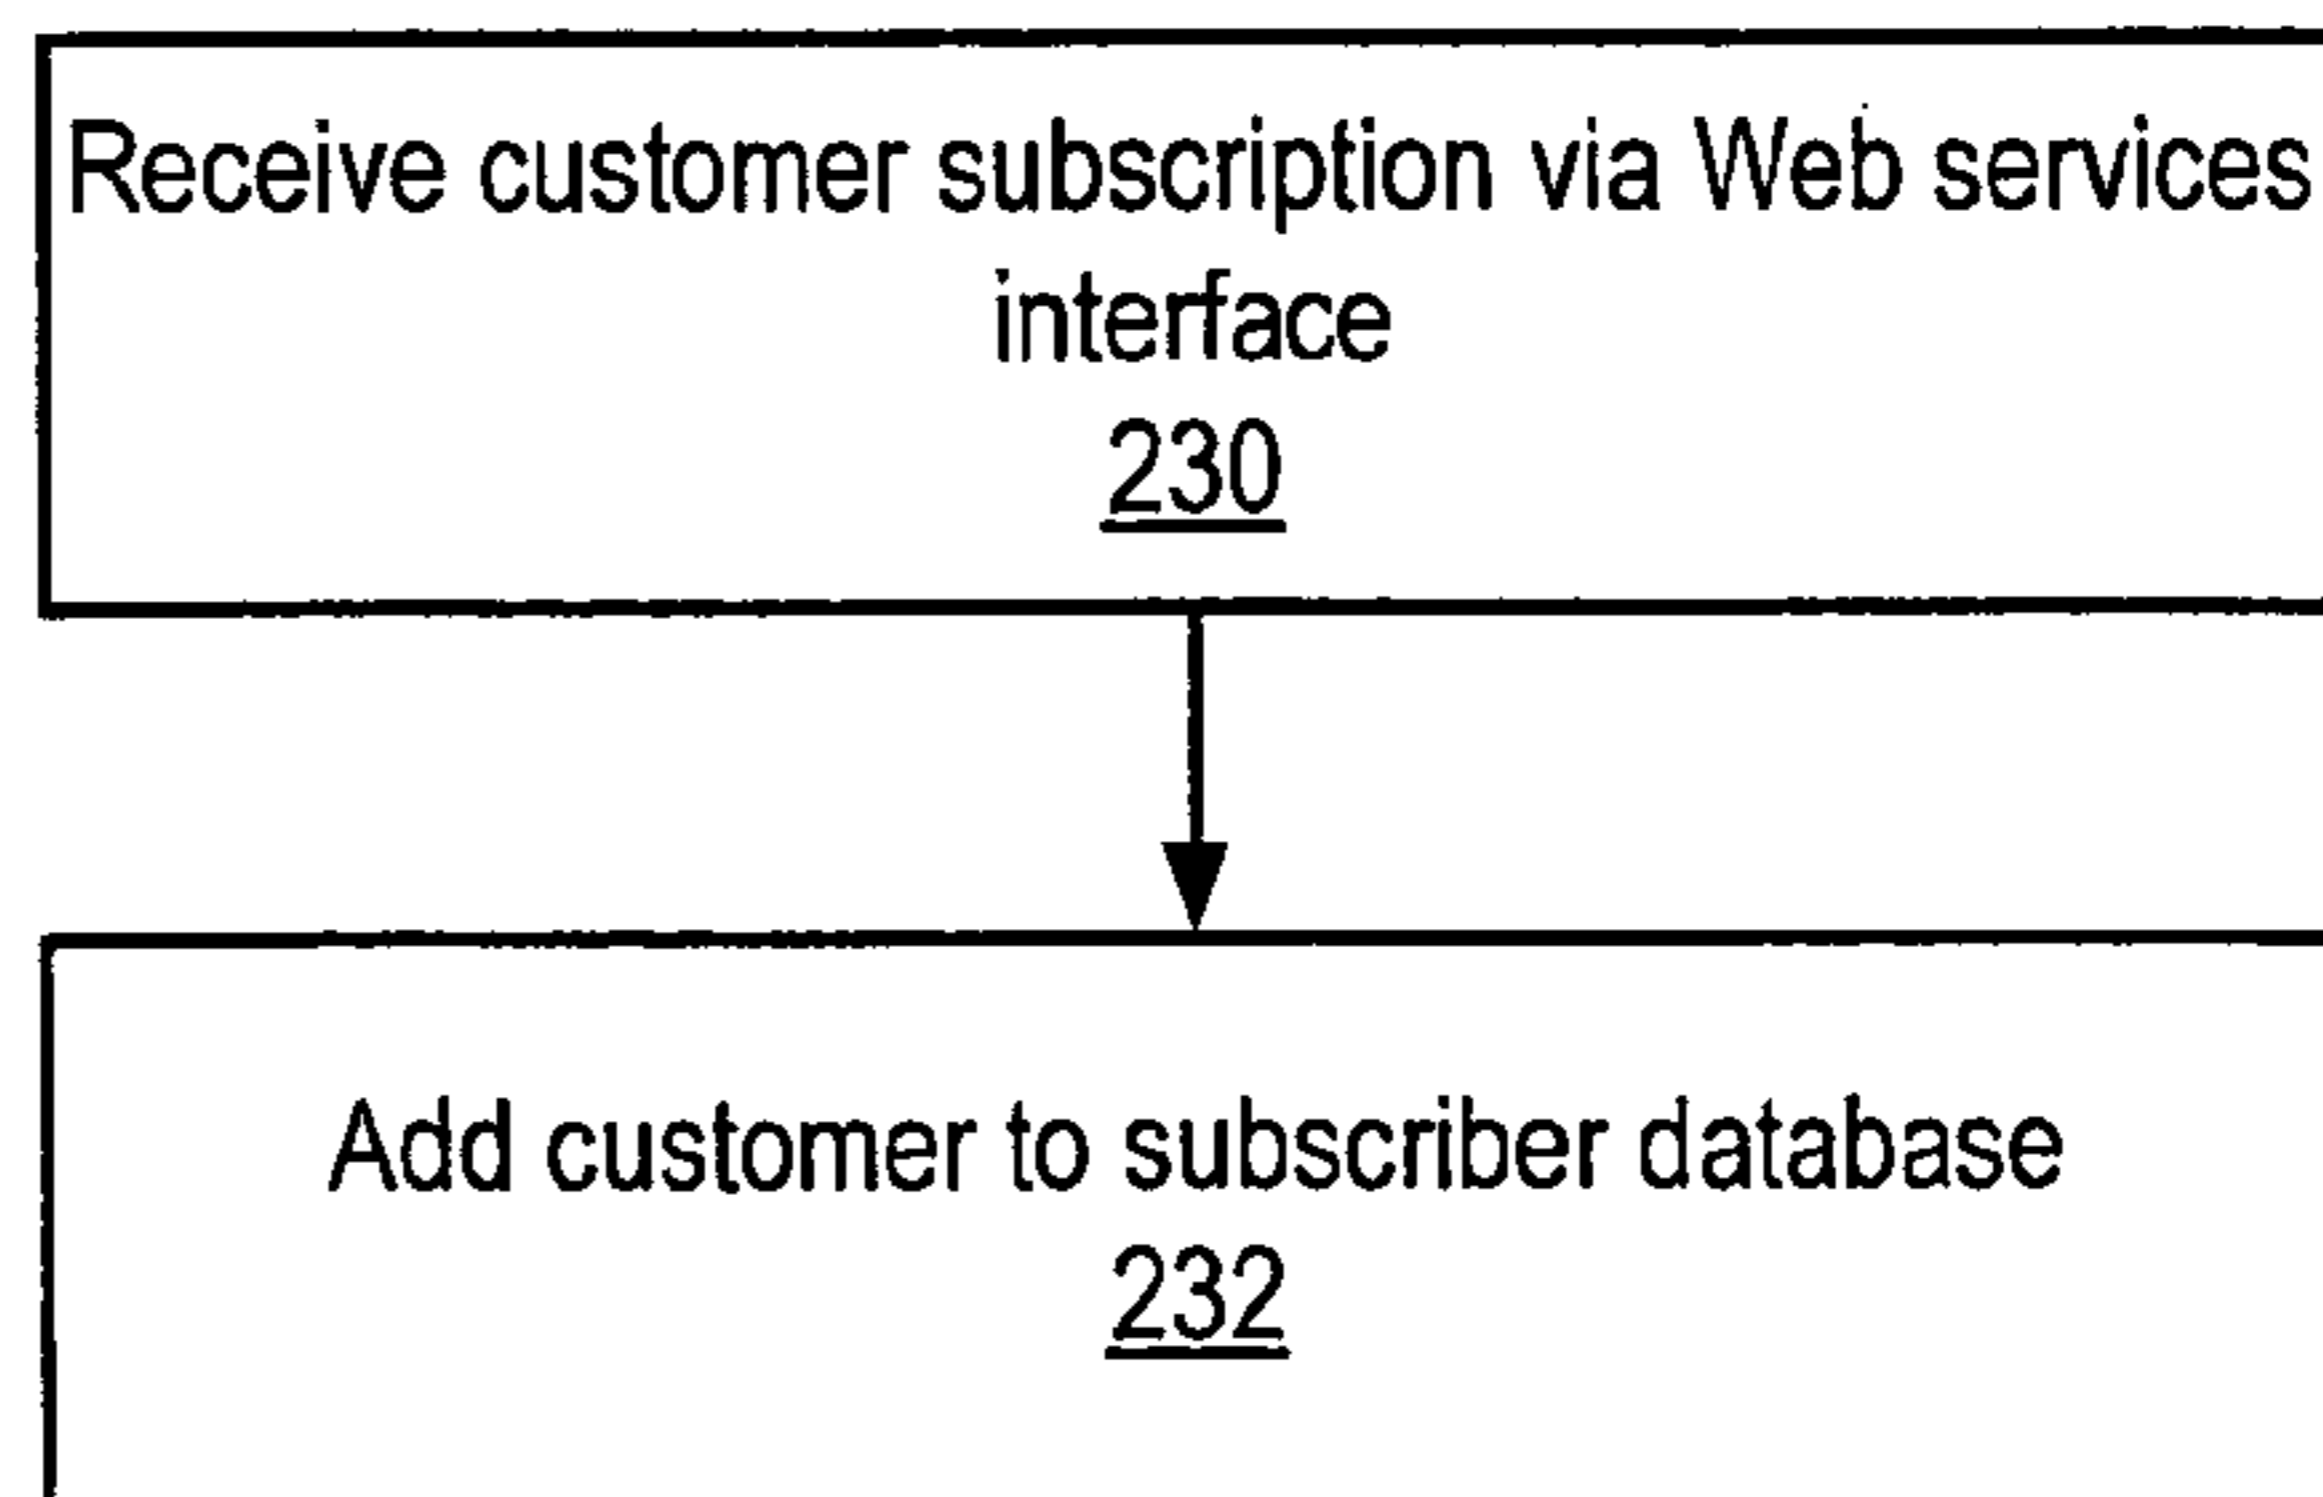 Receive customer subscription via Web services
interface
230
Add customer to subscriber database
232